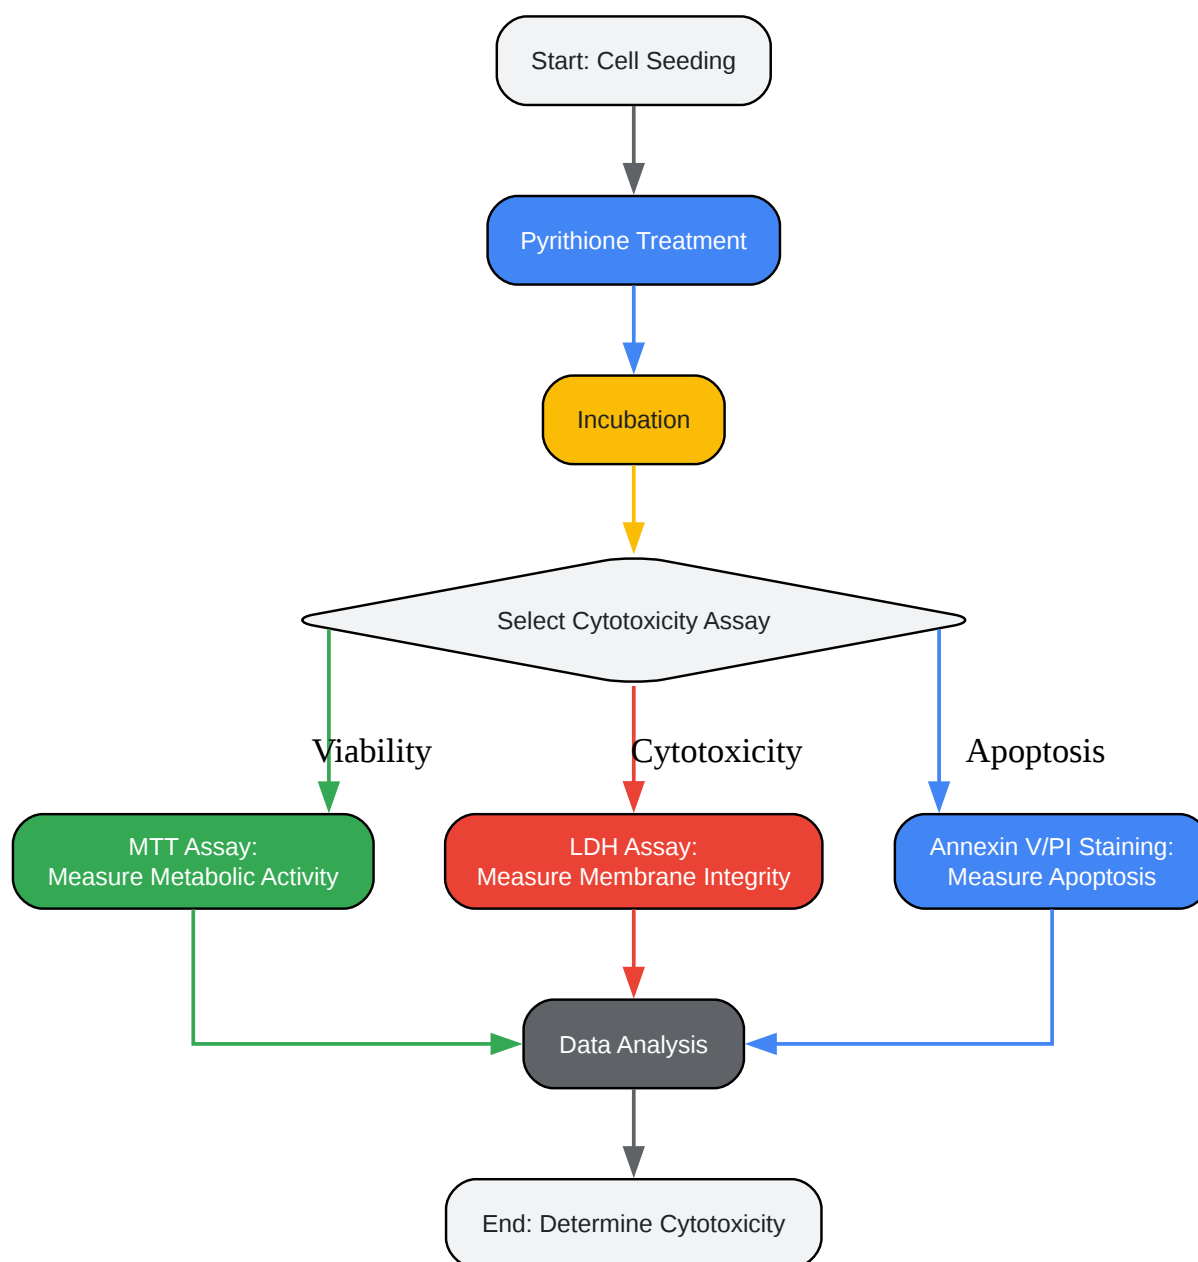 Start: Cell Seeding
Pyrithione Treatment
Incubation
Select Cytotoxicity Assay
Viability
Cytotoxicity
Apoptosis
MTT Assay:
Measure Metabolic Activity
LDH Assay:
Measure Membrane Integrity
Annexin V/PI Staining:
Measure Apoptosis
Data Analysis
End: Determine Cytotoxicity